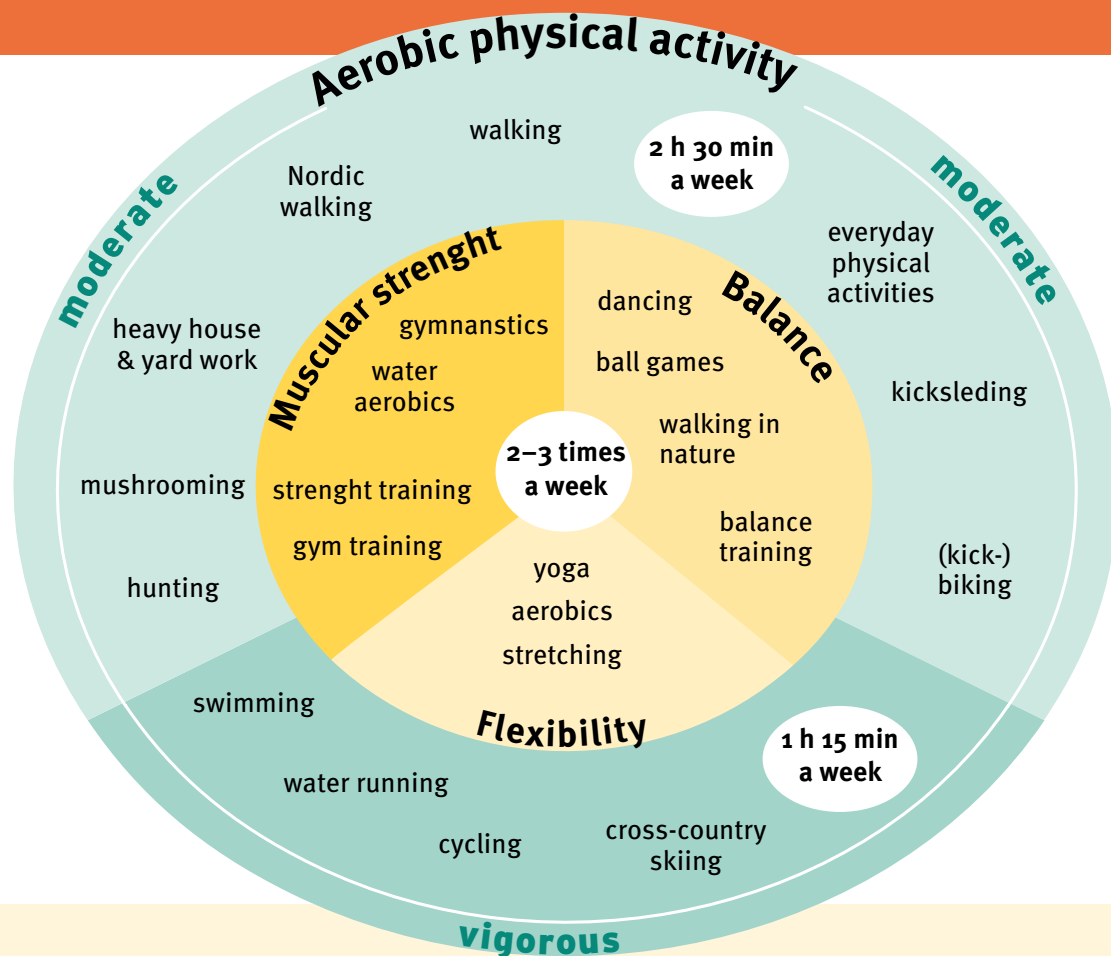 Aerobic physical activity
walking
2 h 30 min
a week
Nordic
walking
moderate
moderate
everyday
physical
activities
heavy house
& yard work
kicksleding
mushrooming
hunting
(kick-)
biking
Muscular strenght
gymnanstics
water
aerobics
strenght training
gym training
Balance
dancing
ball games
walking in
nature
balance
training
2–3 times
a week
yoga
aerobics
stretching
Flexibility
swimming
water running
cycling
cross-country
skiing
1 h 15 min
a week
vigorous